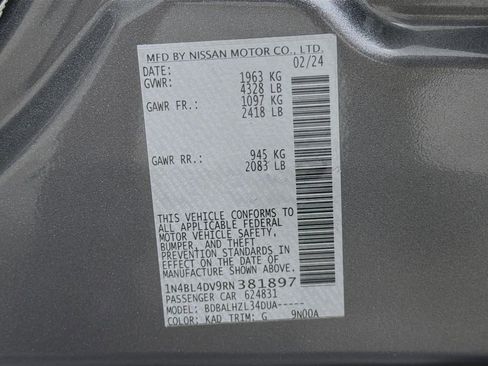 MFD BY NISSAN MOTOR CO., LTD.
DATE: 02/24
GVWR: 1963 KG
4328 LB
GAWR FR.: 1097 KG
2418 LB
GAWR RR.: 945 KG
2083 LB
THIS VEHICLE CONFORMS TO
ALL APPLICABLE FEDERAL
MOTOR VEHICLE SAFETY,
BUMPER, AND THEFT
PREVENTION STANDARDS IN
EFFECT ON THE DATE OF
MANUFACTURE SHOWN ABOVE.
1N4BL4DV9RN381897
PASSENGER CAR 624831
MODEL: BDBALHZL34DUA-----
COLOR: KAD TRIM: G 9N00A